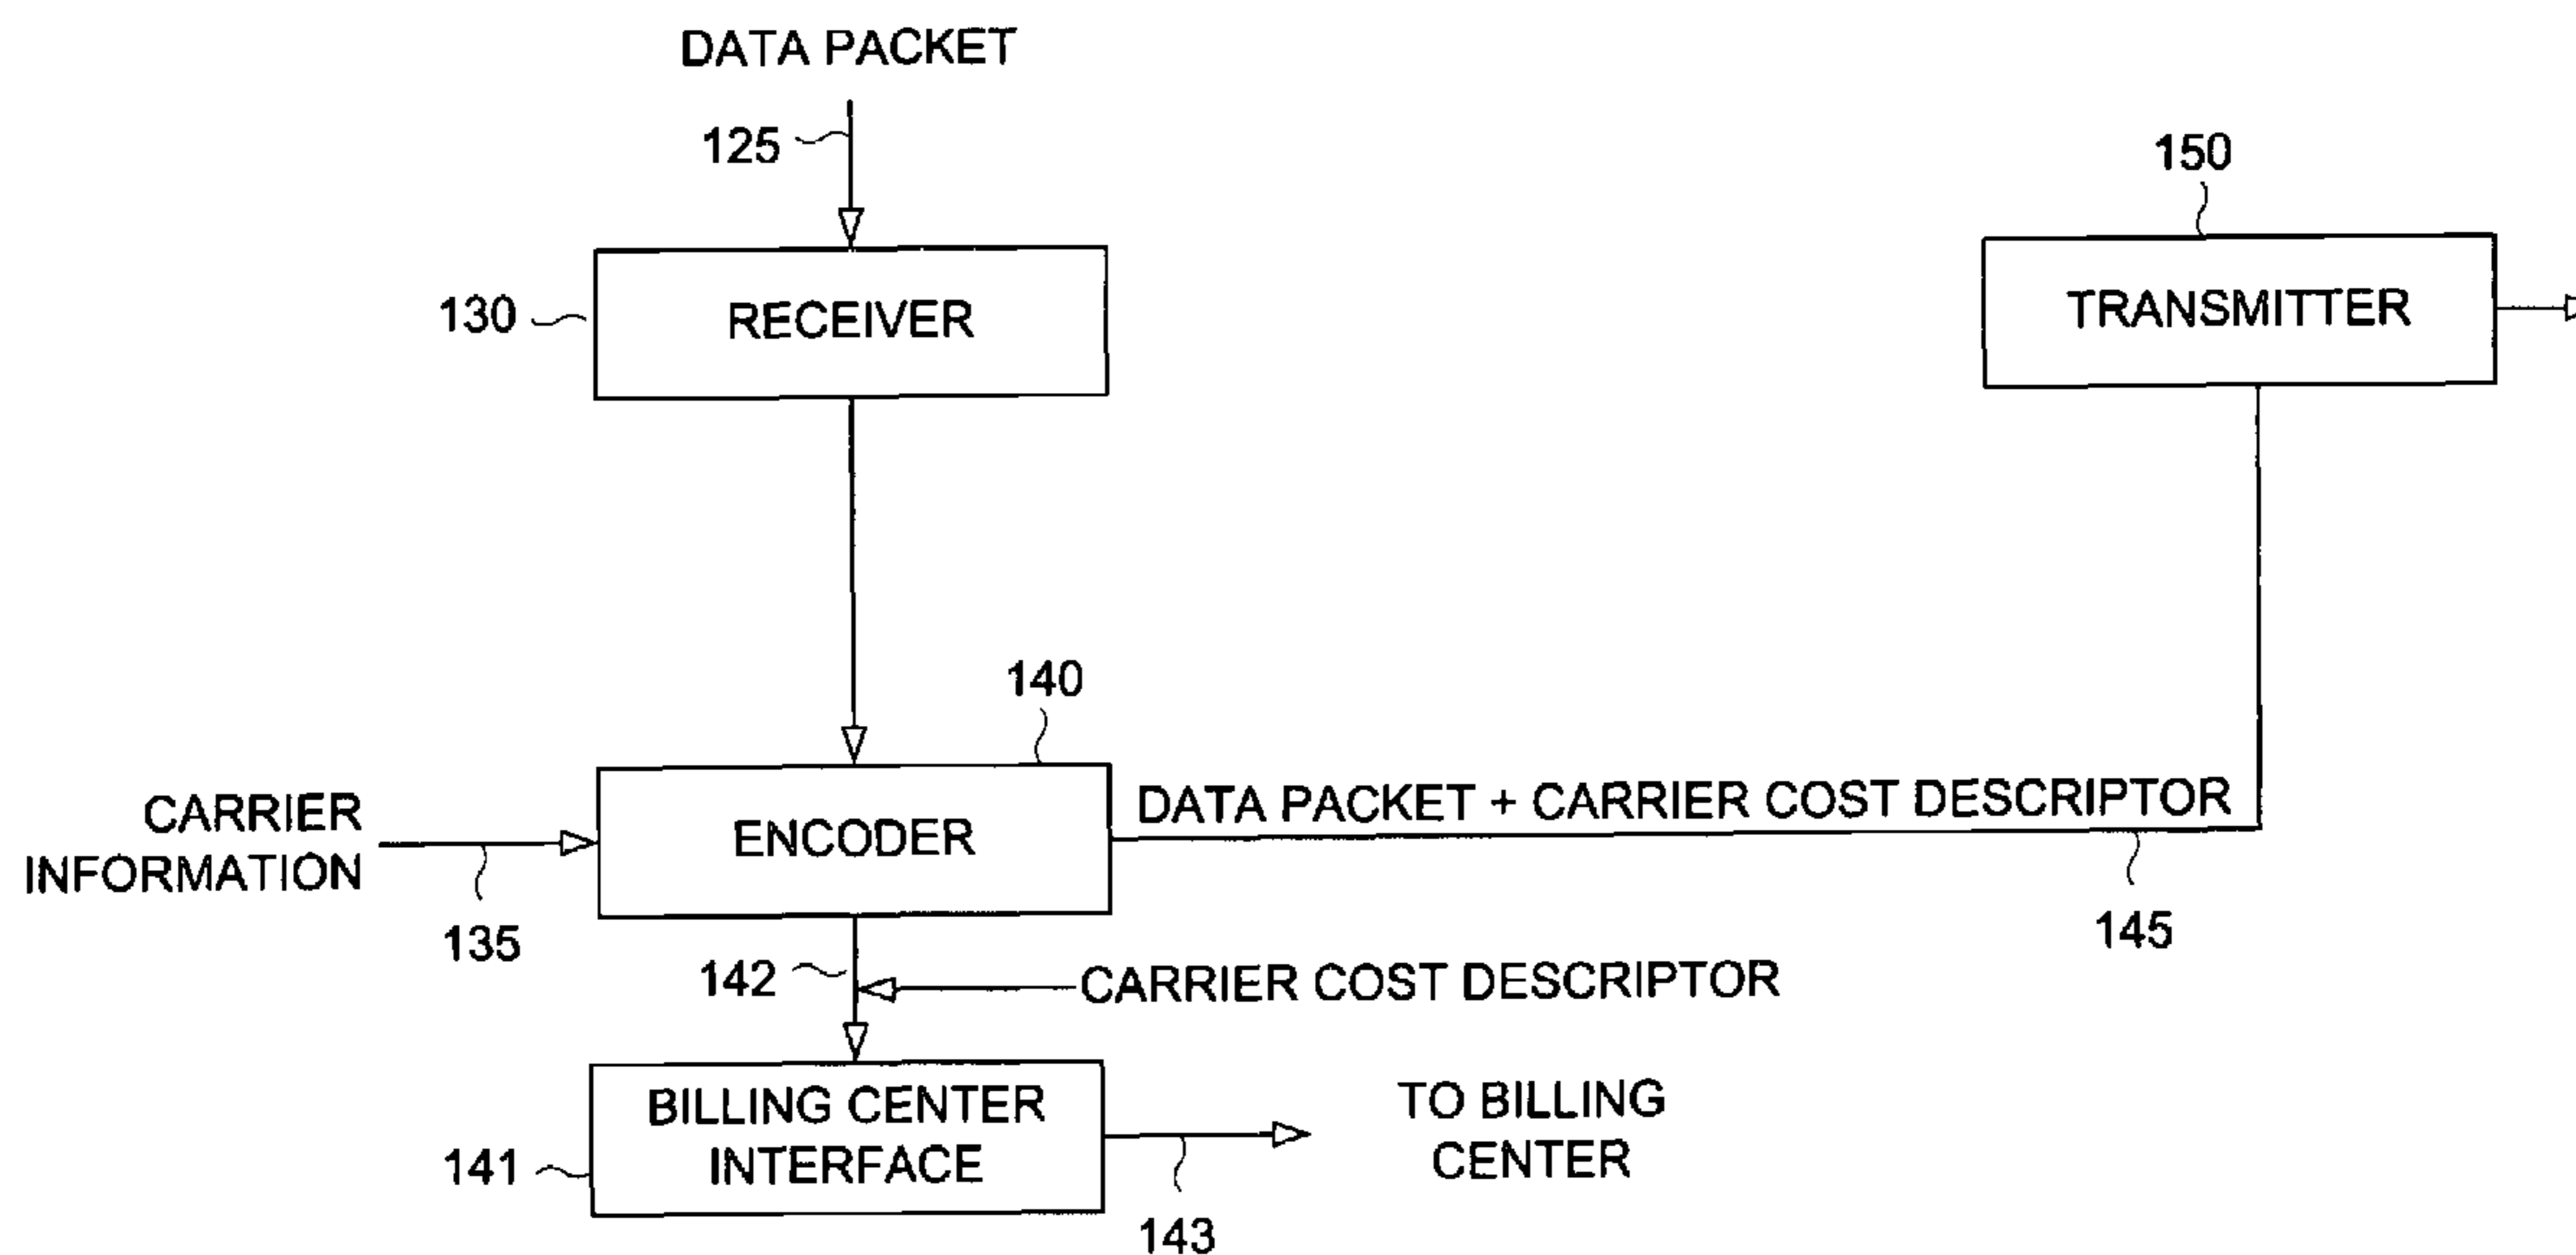 DATA PACKET
125
150
130
RECEIVER
TRANSMITTER
140
CARRIER
INFORMATION
135
ENCODER
DATA PACKET + CARRIER COST DESCRIPTOR
145
142
CARRIER COST DESCRIPTOR
BILLING CENTER
INTERFACE
141
143
TO BILLING
CENTER